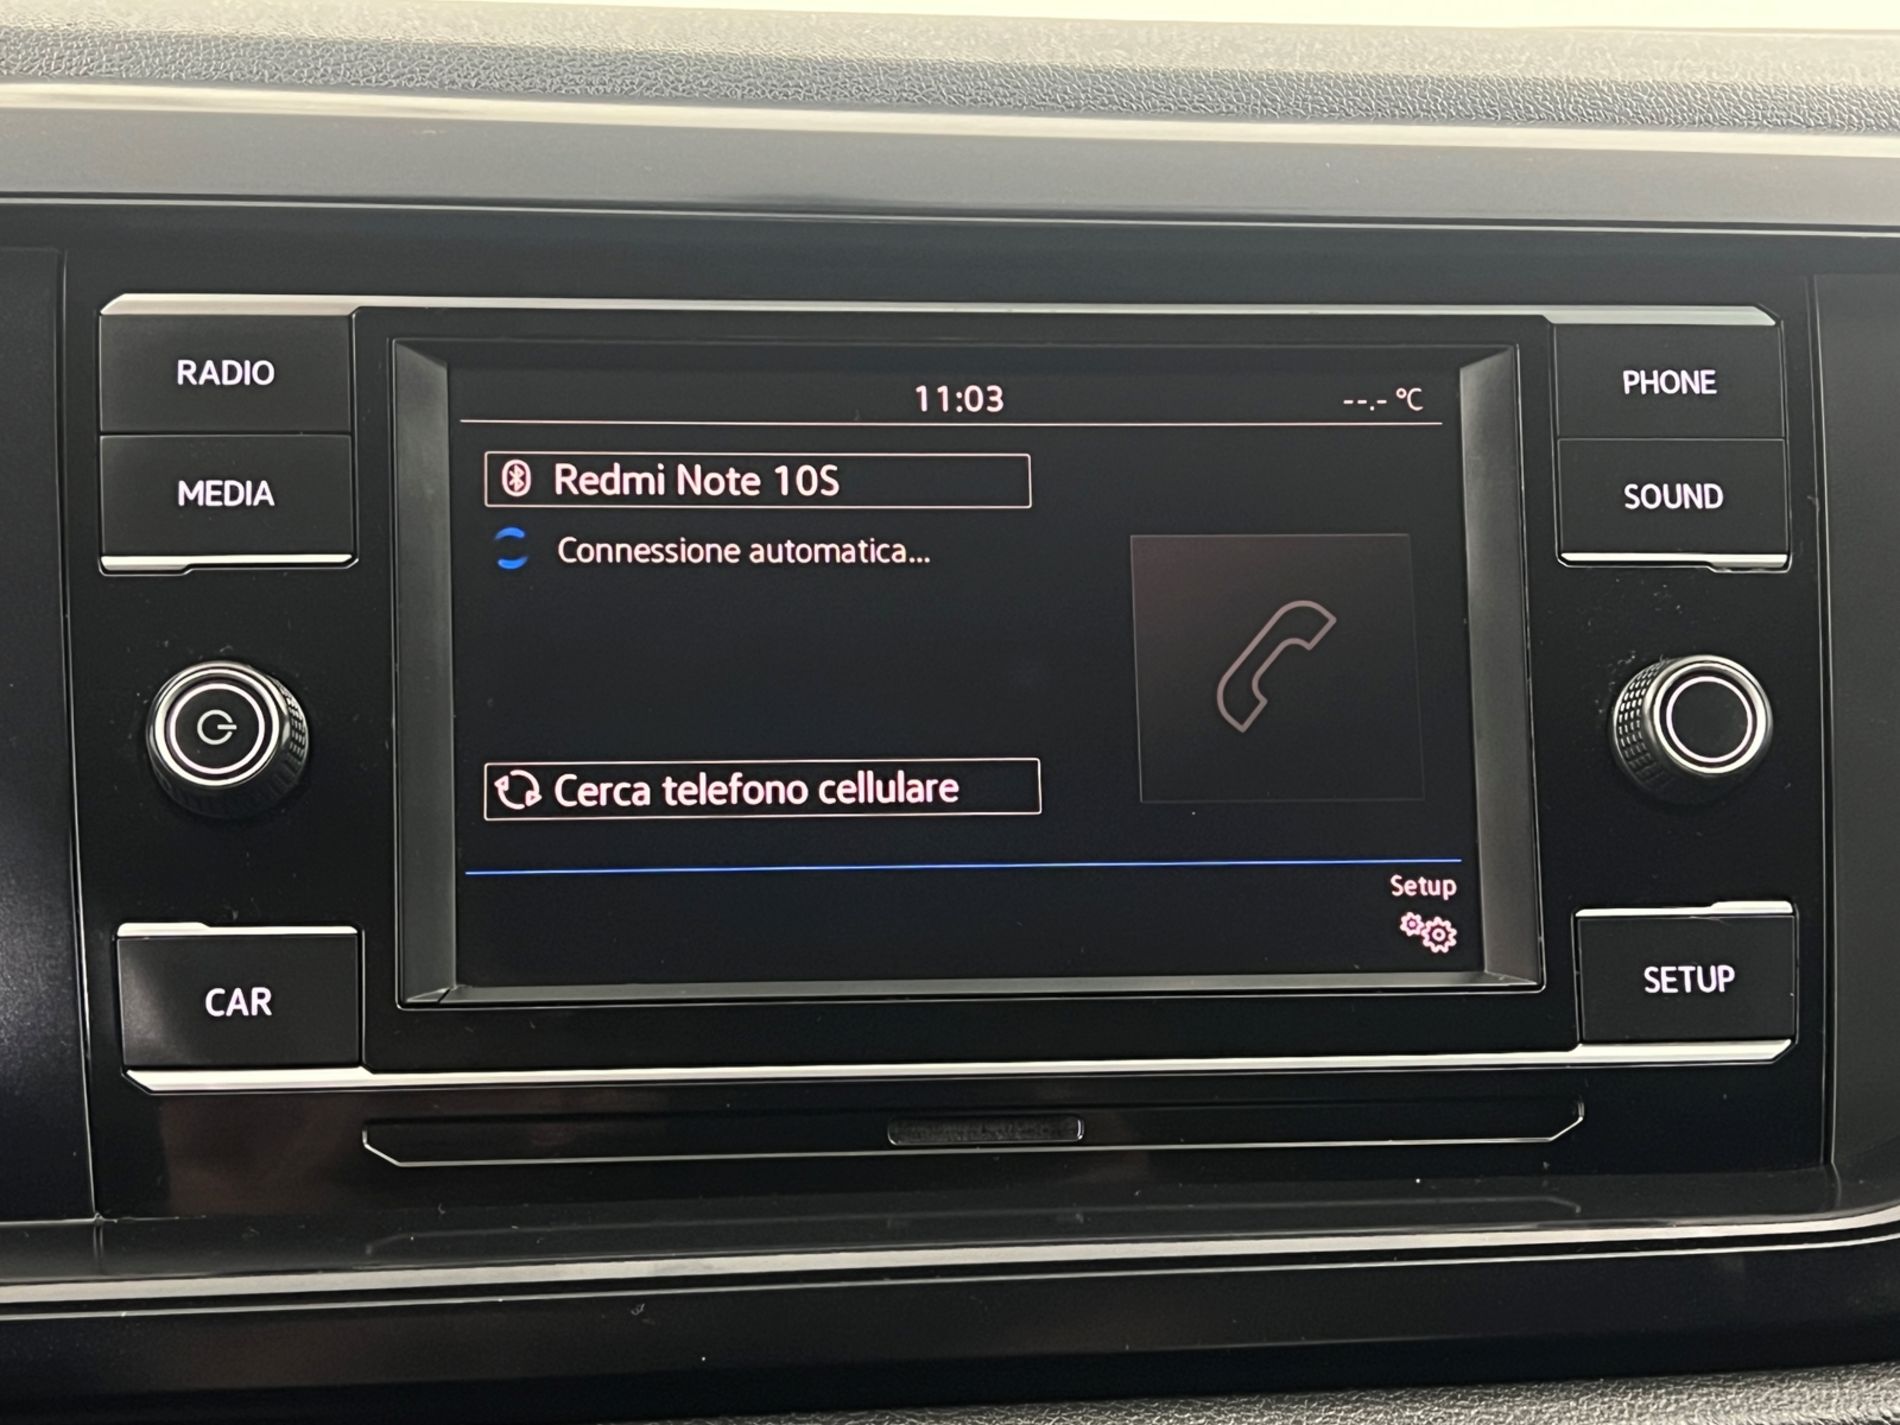 RADIO
MEDIA
CAR
11:03
--.- °C
Redmi Note 10S
Connessione automatica...
Cerca telefono cellulare
Setup
PHONE
SOUND
SETUP